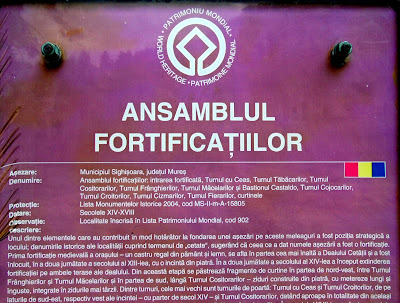 PATRIMONIU MONDIAL
WORLD HERITAGE • PATRIMOINE MONDIAL
ANSAMBLUL
FORTIFICAȚIILOR
Așezare: Municipiul Sighișoara, județul Mureș
Denumire: Ansamblul fortificațiilor: intrarea fortificată, Turnul cu Ceas, Turnul Tăbăcarilor, Turnul
Cositorarilor, Turnul Frânghierilor, Turnul Măcelarilor și Bastionul Castaldo, Turnul Cojocarilor,
Turnul Croitorilor, Turnul Cizmarilor, Turnul Fierarilor, curtinele
Protecție: Lista Monumentelor Istorice 2004, cod MS-II-m-A-15805
Datare: Secolele XIV-XVIII
Observație: Localitate înscrisă în Lista Patrimoniului Mondial, cod 902
Descriere:
Unul dintre elementele care au contribuit în mod hotărâtor la fondarea unei așezări pe aceste meleaguri a fost poziția strategică a
locului; denumirile istorice ale localității cuprind termenul de „cetate", sugerând că ceea ce a dat numele așezării a fost o fortificație.
Prima fortificație medievală a orașului – un castru regal din pământ și lemn, se afla în partea cea mai înaltă a Dealului Cetății și a fost
înlocuit, în a doua jumătate a secolului al XIII-lea, cu o incintă din piatră. În a doua jumătate a secolului al XIV-lea a început extinderea
fortificației pe ambele terase ale dealului. Din această etapă se păstrează fragmente de curtine în partea de nord-vest, între Turnul
Frânghierilor și Turnul Măcelarilor și în partea de sud, lângă Turnul Cositorarilor – ziduri construite din piatră, cu metereze lungi și
înguste, integrate în zidurile mai târzii. Dintre turnuri, cele mai vechi sunt turnurile de poartă: Turnul cu Ceas și Turnul Croitorilor, de pe
laturile de sud-est, respectiv vest ale incintei – cu parter de secol XIV – și Turnul Cositorarilor, datând aproape în totalitate din același